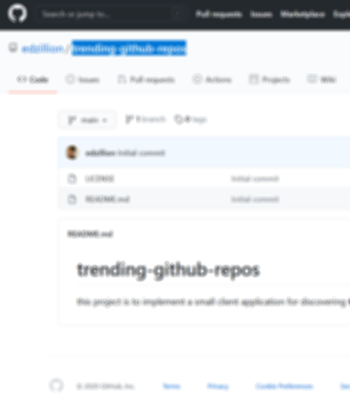 Search or jump to...
Pull requests Issues Marketplace
edzillion / trending-github-repos
Code Issues Pull requests Actions Projects Wiki
main 1 branch 0 tags
edzillion Initial commit
LICENSE Initial commit
README.md Initial commit
README.md
trending-github-repos
this project is to implement a small client application for discovering
© 2020 GitHub, Inc. Terms Privacy Cookie Preferences